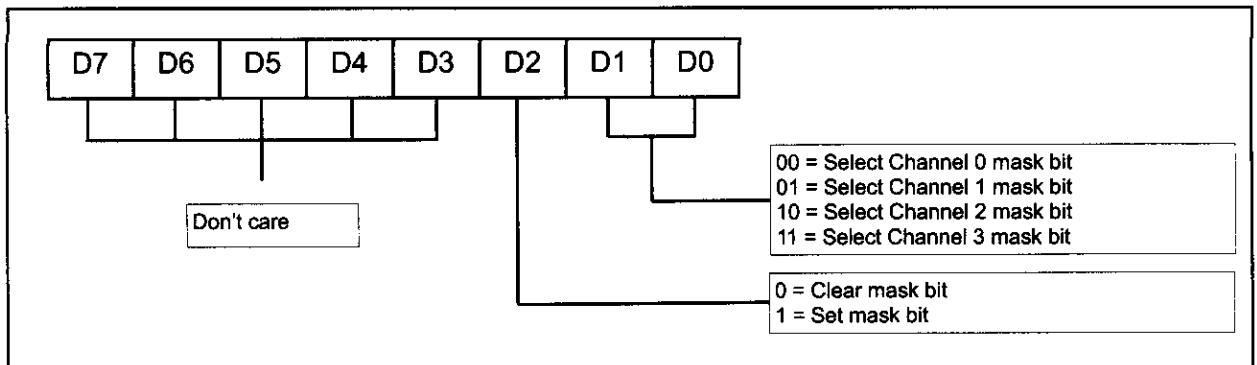 D7 D6 D5 D4 D3 D2 D1 D0
00 = Select Channel 0 mask bit
01 = Select Channel 1 mask bit
10 = Select Channel 2 mask bit
11 = Select Channel 3 mask bit
Don't care
0 = Clear mask bit
1 = Set mask bit